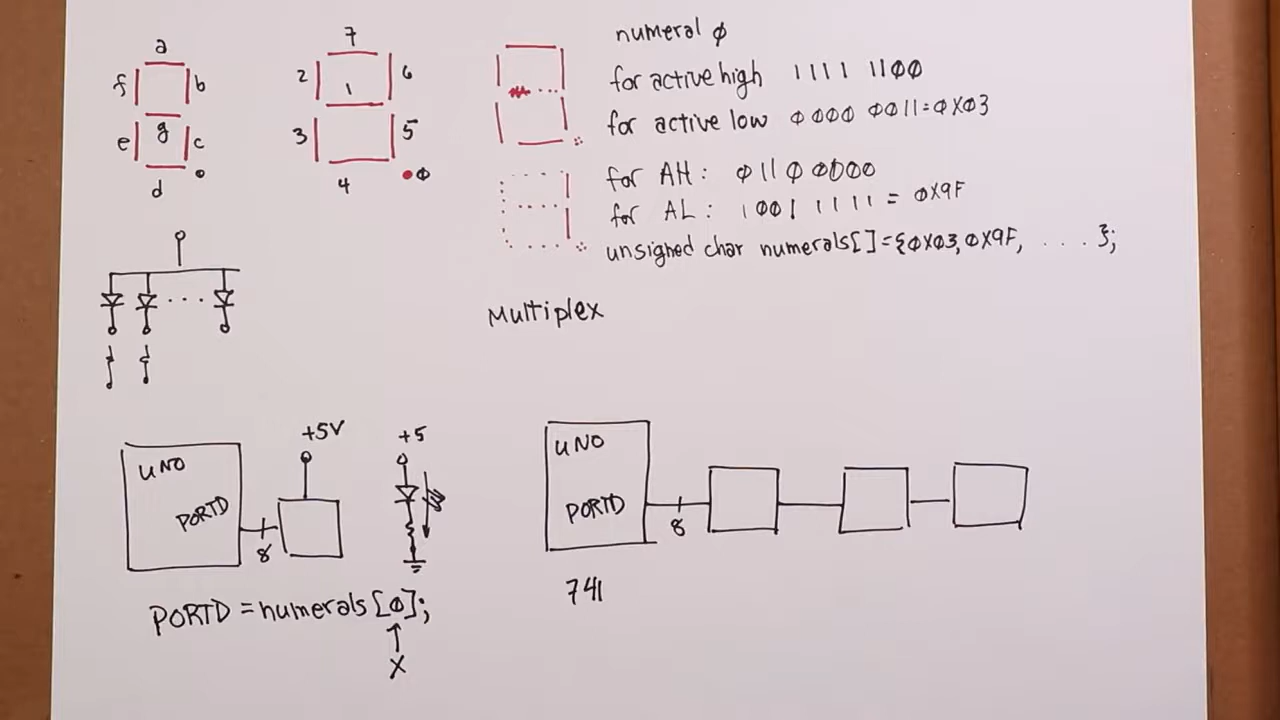 a
f b
g
e c
d
7
2 6
1
3 5
4 φ
numeral φ
for active high 1111 11φφ
for active low φφφφ φφ11=φXφ3
for AH: φ11φ φφφφ
for AL: 1φφ1 1111 = φX9F
unsigned char numerals[]={φXφ3,φX9F, . . . . };
Multiplex
UNO
PORTD
8
+5V
+5
PORTD = numerals[φ];
X
UNO
PORTD
8
741